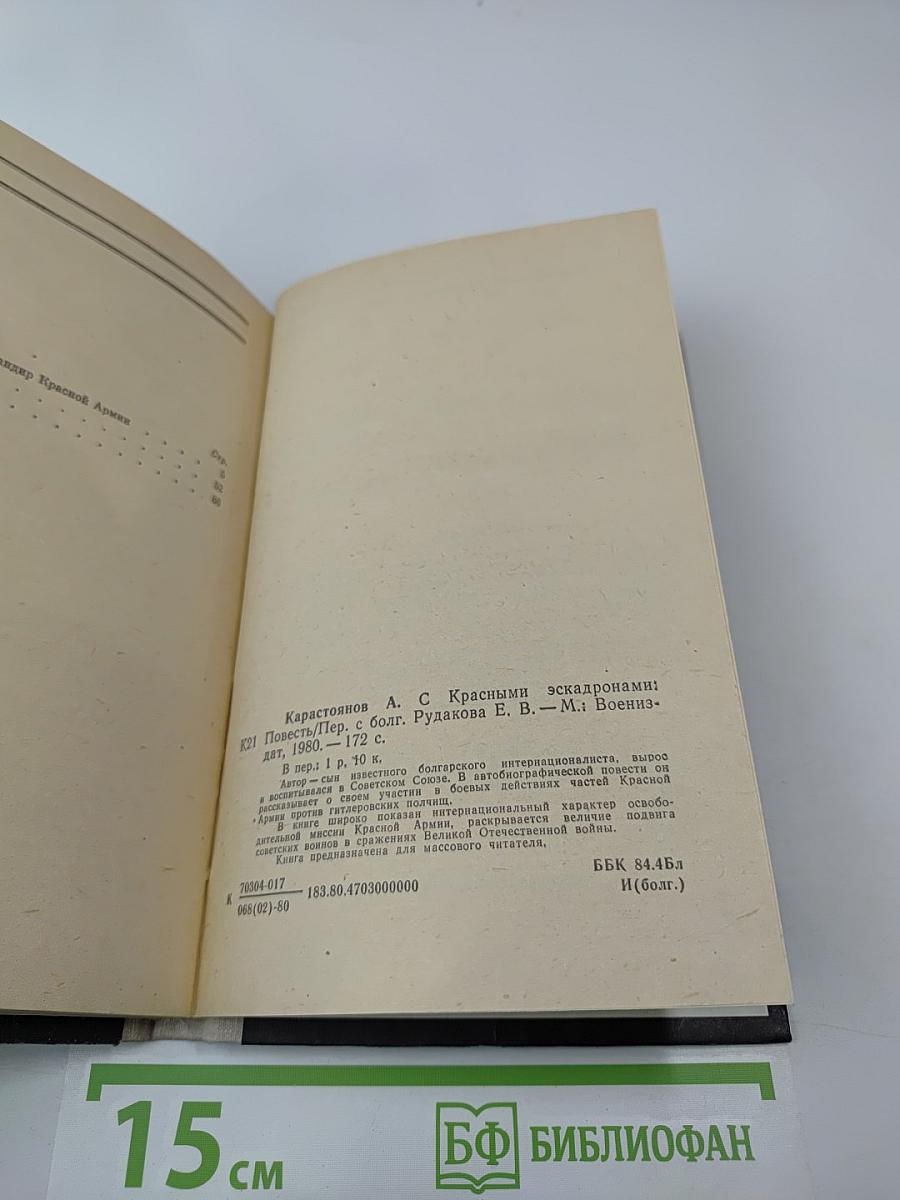 андир Красной Армии
Стр.
5
52
86
Карастоянов А. С Красными эскадронами:
К21 Повесть/Пер. с болг. Рудакова Е. В. — М.: Воениз-
дат, 1980. — 172 с.
В пер.: 1 р, 10 к,
Автор — сын известного болгарского интернационалиста, вырос
и воспитывался в Советском Союзе. В автобиографической повести он
рассказывает о своем участии в боевых действиях частей Красной
Армии против гитлеровских полчищ.
В книге широко показан интернациональный характер освобо-
дительной миссии Красной Армии, раскрывается величие подвига
советских воинов в сражениях Великой Отечественной войны.
Книга предназначена для массового читателя,
К 70304-017
068(02)-80
183.80.4703000000
ББК 84.4Бл
И(болг.)
15 см
БФ БИБЛИОФАН